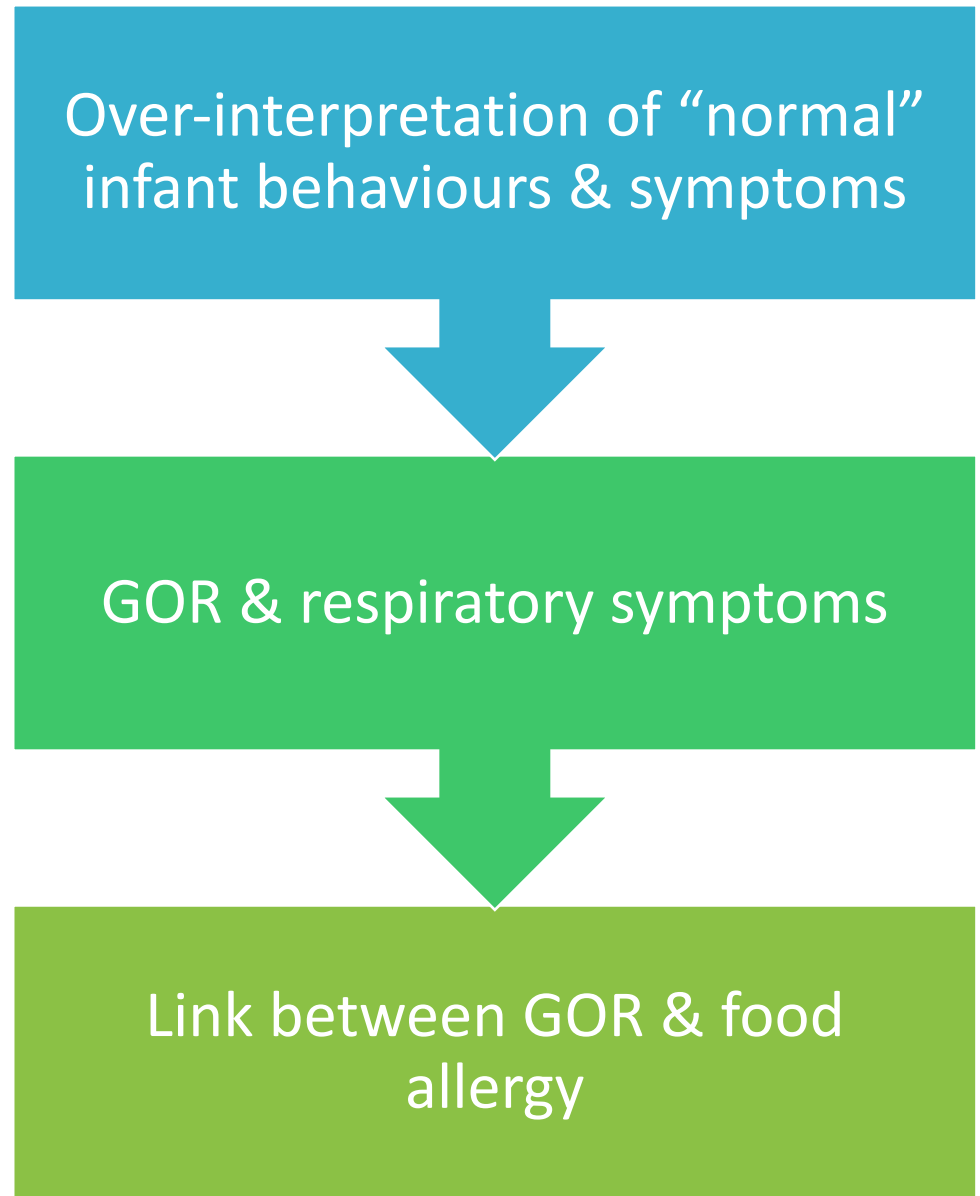 Over-interpretation of “normal”
infant behaviours & symptoms
GOR & respiratory symptoms
Link between GOR & food
allergy